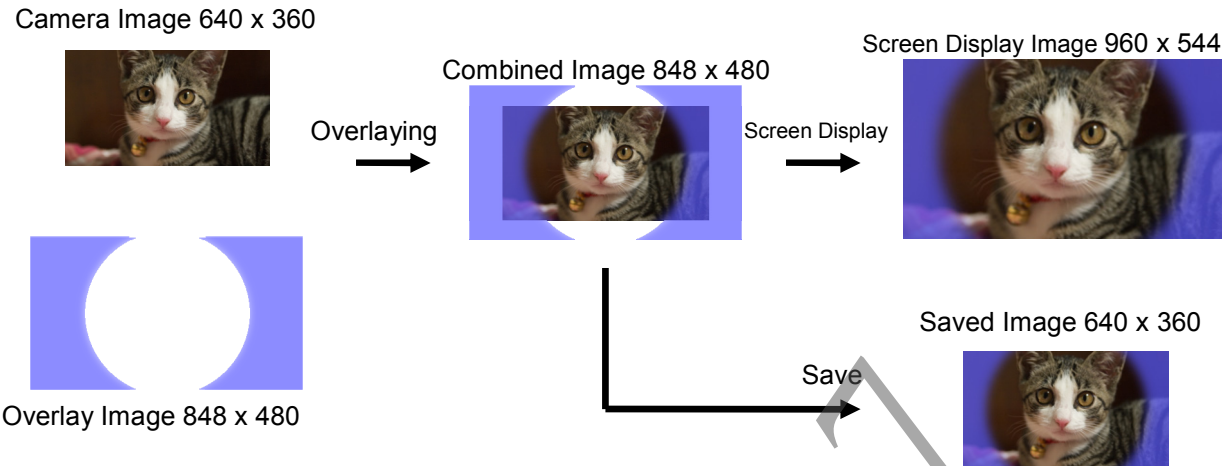 Camera Image 640 x 360
Screen Display Image 960 x 544
Combined Image 848 x 480
Overlaying
Screen Display
Overlay Image 848 x 480
Saved Image 640 x 360
Save